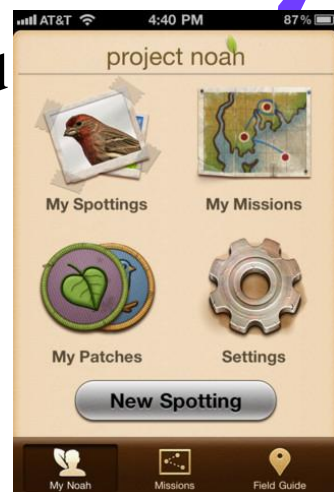 AT&T 4:40 PM 87%
project noah
My Spottings My Missions
My Patches Settings
New Spotting
My Noah Missions Field Guide